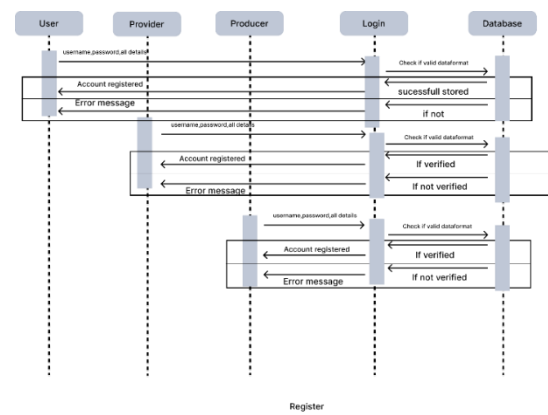 User
Provider
Producer
Login
Database
username,password,all details
Check if valid dataformat
Account registered
sucessfull stored
Error message
if not
username,password,all details
Check if valid dataformat
Account registered
If verified
Error message
If not verified
username,password,all details
Check if valid dataformat
Account registered
If verified
Error message
If not verified
Register